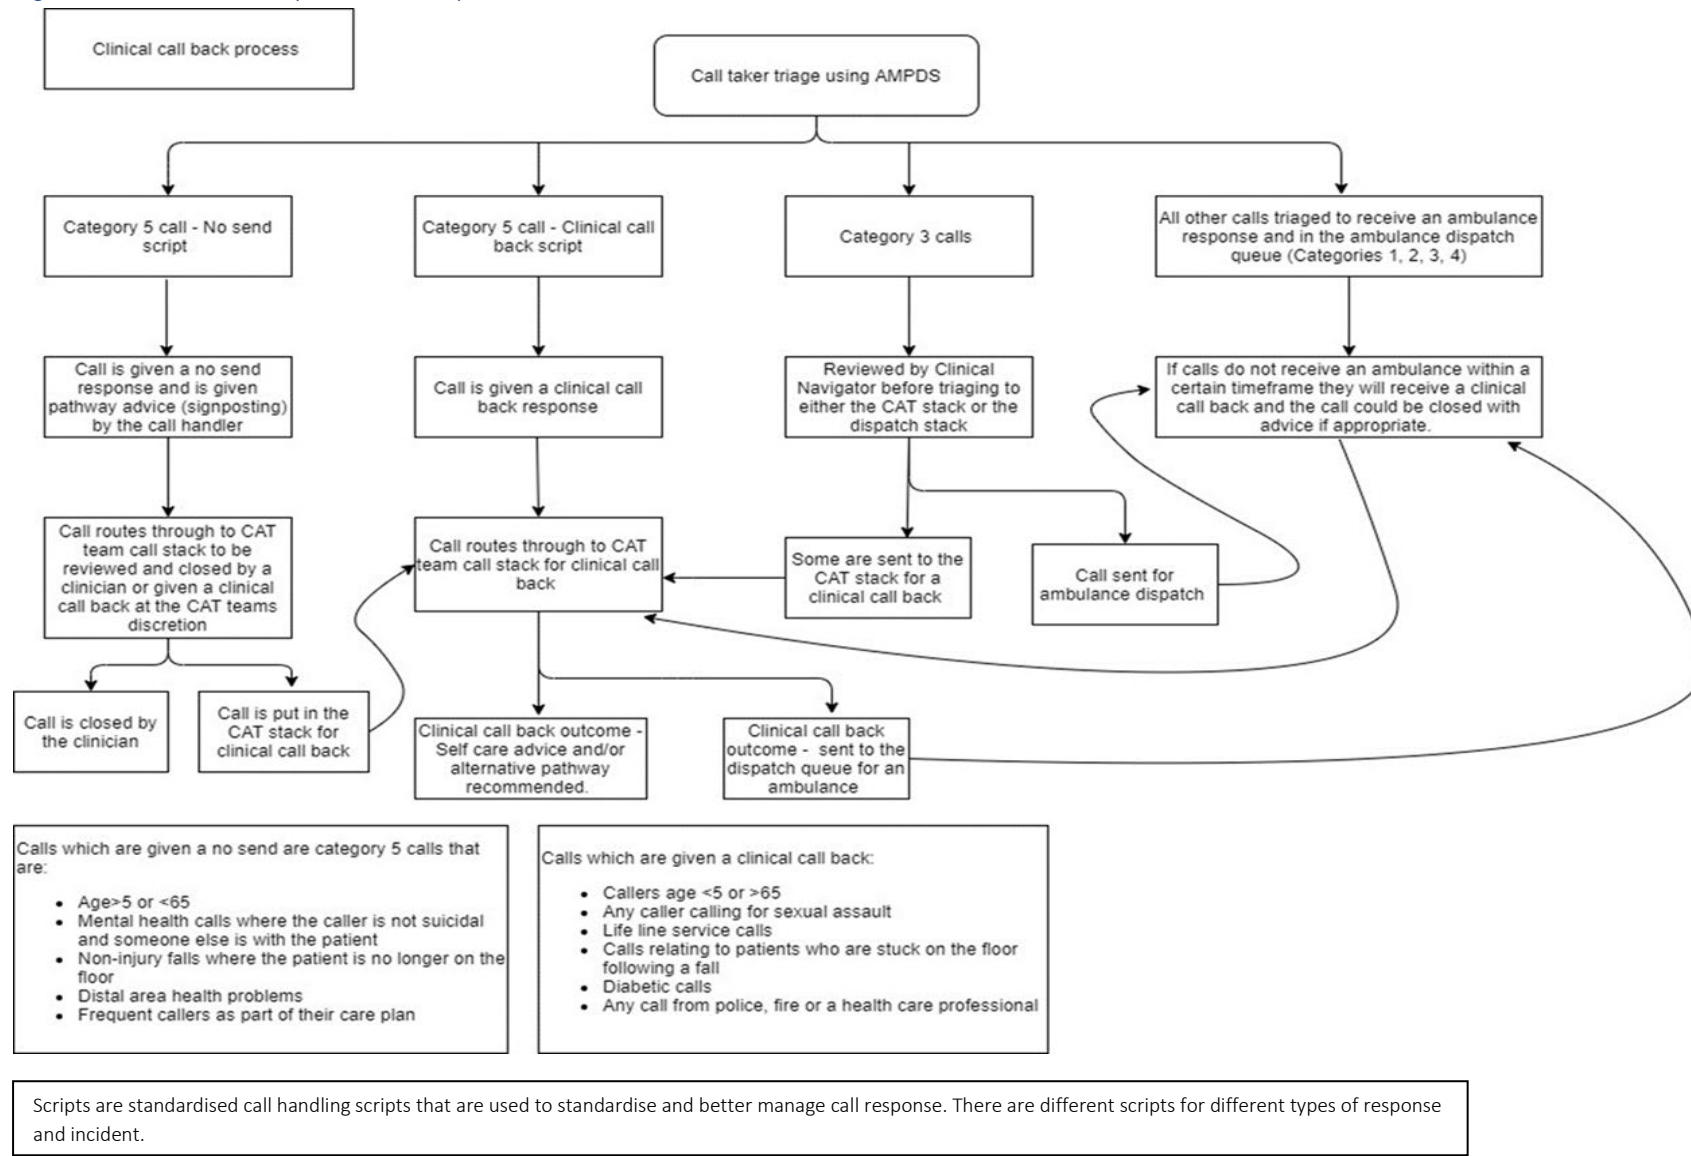 Clinical call back process
Call taker triage using AMPDS
Category 5 call - No send
script
Category 5 call - Clinical call
back script
Category 3 calls
All other calls triaged to receive an ambulance
response and in the ambulance dispatch
queue (Categories 1, 2, 3, 4)
Call is given a no send
response and is given
pathway advice (signposting)
by the call handler
Call is given a clinical call
back response
Reviewed by Clinical
Navigator before triaging to
either the CAT stack or the
dispatch stack
If calls do not receive an ambulance within a
certain timeframe they will receive a clinical
call back and the call could be closed with
advice if appropriate.
Call routes through to CAT
team call stack to be
reviewed and closed by a
clinician or given a clinical
call back at the CAT teams
discretion
Call routes through to CAT
team call stack for clinical call
back
Some are sent to the
CAT stack for a
clinical call back
Call sent for
ambulance dispatch
Call is closed by
the clinician
Call is put in the
CAT stack for
clinical call back
Clinical call back outcome -
Self care advice and/or
alternative pathway
recommended.
Clinical call back
outcome - sent to the
dispatch queue for an
ambulance
Calls which are given a no send are category 5 calls that
are:
• Age>5 or <65
• Mental health calls where the caller is not suicidal
and someone else is with the patient
• Non-injury falls where the patient is no longer on the
floor
• Distal area health problems
• Frequent callers as part of their care plan
Calls which are given a clinical call back:
• Callers age <5 or >65
• Any caller calling for sexual assault
• Life line service calls
• Calls relating to patients who are stuck on the floor
following a fall
• Diabetic calls
• Any call from police, fire or a health care professional
Scripts are standardised call handling scripts that are used to standardise and better manage call response. There are different scripts for different types of response
and incident.